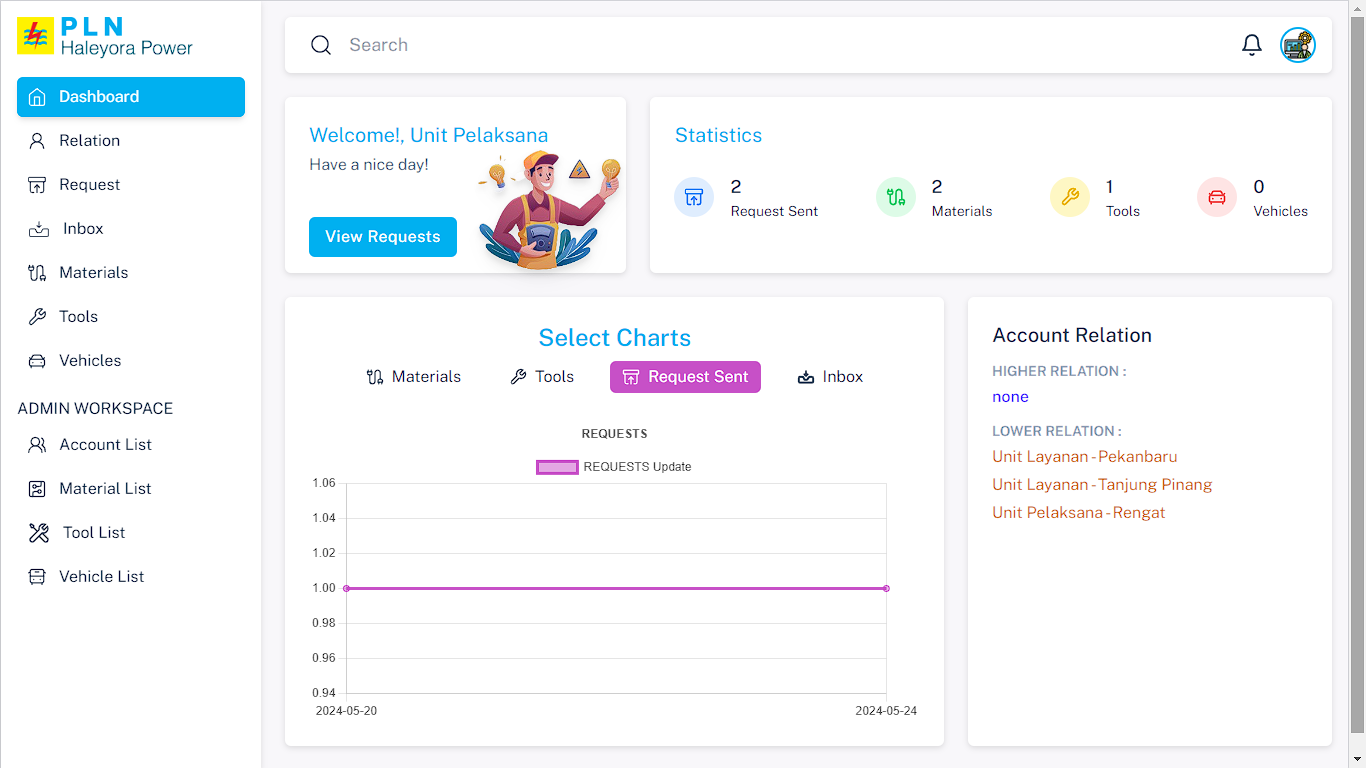 PLN
Haleyora Power
Dashboard
Relation
Request
Inbox
Materials
Tools
Vehicles
ADMIN WORKSPACE
Account List
Material List
Tool List
Vehicle List
Search
Welcome!, Unit Pelaksana
Have a nice day!
View Requests
Statistics
2
Request Sent
2
Materials
1
Tools
0
Vehicles
Select Charts
Materials
Tools
Request Sent
Inbox
REQUESTS
REQUESTS Update
1.06
1.04
1.02
1.00
0.98
0.96
0.94
2024-05-20
2024-05-24
Account Relation
HIGHER RELATION :
none
LOWER RELATION :
Unit Layanan - Pekanbaru
Unit Layanan - Tanjung Pinang
Unit Pelaksana - Rengat